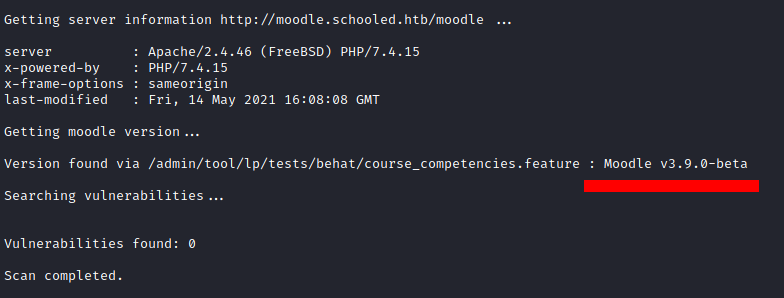 Getting server information http://moodle.schooled.htb/moodle ...
server : Apache/2.4.46 (FreeBSD) PHP/7.4.15
x-powered-by : PHP/7.4.15
x-frame-options : sameorigin
last-modified : Fri, 14 May 2021 16:08:08 GMT
Getting moodle version...
Version found via /admin/tool/lp/tests/behat/course_competencies.feature : Moodle v3.9.0-beta
Searching vulnerabilities...
Vulnerabilities found: 0
Scan completed.